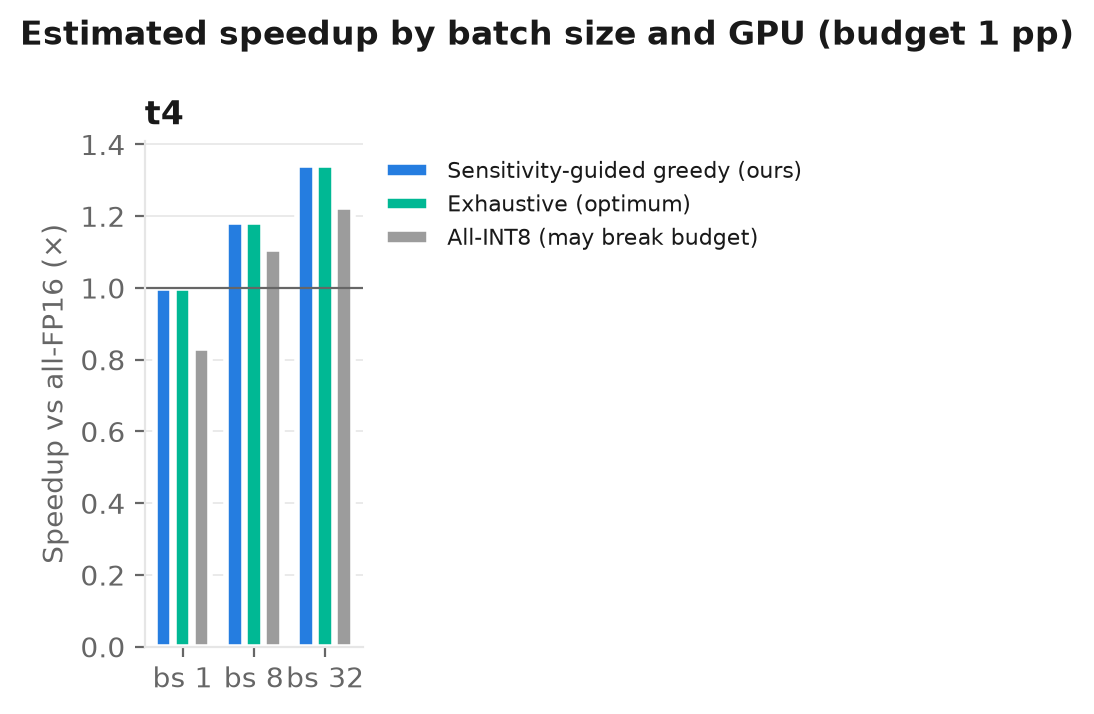 Estimated speedup by batch size and GPU (budget 1 pp)
t4
Speedup vs all-FP16 (×)
1.4
1.2
1.0
0.8
0.6
0.4
0.2
0.0
bs 1
bs 8
bs 32
Sensitivity-guided greedy (ours)
Exhaustive (optimum)
All-INT8 (may break budget)